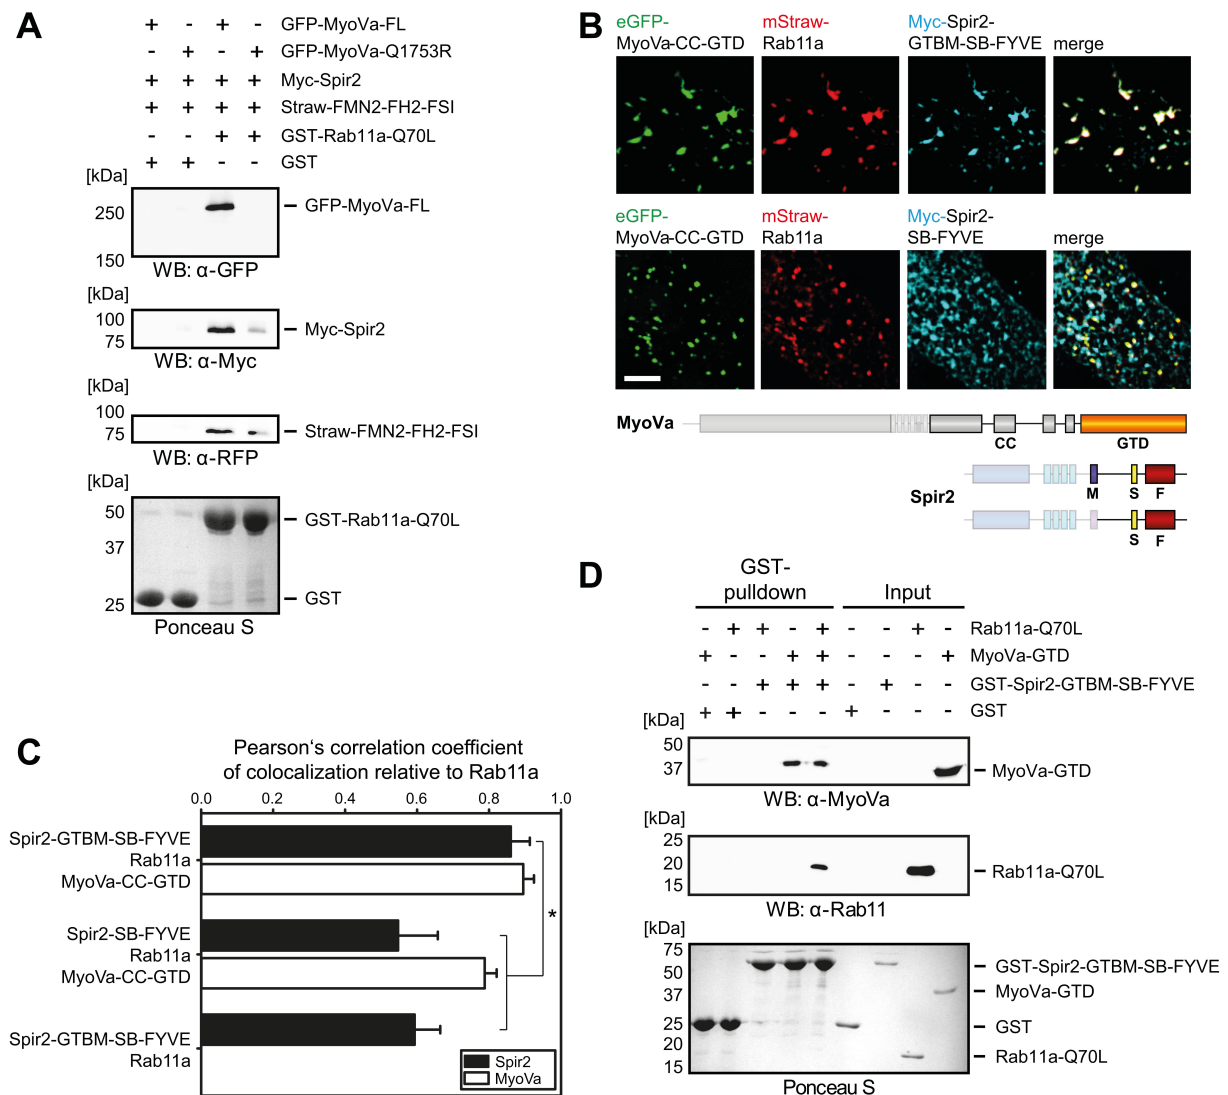 A
+ - + - GFP-MyoVa-FL
- + - + GFP-MyoVa-Q1753R
+ + + + Myc-Spir2
+ + + + Straw-FMN2-FH2-FSI
- - + + GST-Rab11a-Q70L
+ + - - GST
[kDa]
250
150
GFP-MyoVa-FL
WB: α-GFP
[kDa]
100
75
Myc-Spir2
WB: α-Myc
[kDa]
100
75
Straw-FMN2-FH2-FSI
WB: α-RFP
[kDa]
50
37
25
GST-Rab11a-Q70L
GST
Ponceau S
B
eGFP-
MyoVa-CC-GTD
mStraw-
Rab11a
Myc-Spir2-
GTBM-SB-FYVE
merge
eGFP-
MyoVa-CC-GTD
mStraw-
Rab11a
Myc-Spir2-
SB-FYVE
merge
MyoVa
CC
GTD
Spir2
M S F
S F
C
Pearson‘s correlation coefficient
of colocalization relative to Rab11a
0.0 0.2 0.4 0.6 0.8 1.0
Spir2-GTBM-SB-FYVE
Rab11a
MyoVa-CC-GTD
Spir2-SB-FYVE
Rab11a
MyoVa-CC-GTD
Spir2-GTBM-SB-FYVE
Rab11a
*
Spir2
MyoVa
D
GST-
pulldown
Input
- + + - + - - + - Rab11a-Q70L
+ - - + + - - - + MyoVa-GTD
- - + + + - + - - GST-Spir2-GTBM-SB-FYVE
+ + - - - + - - - GST
[kDa]
50
37
MyoVa-GTD
WB: α-MyoVa
[kDa]
25
20
15
Rab11a-Q70L
WB: α-Rab11
[kDa]
75
50
37
25
20
15
GST-Spir2-GTBM-SB-FYVE
MyoVa-GTD
GST
Rab11a-Q70L
Ponceau S